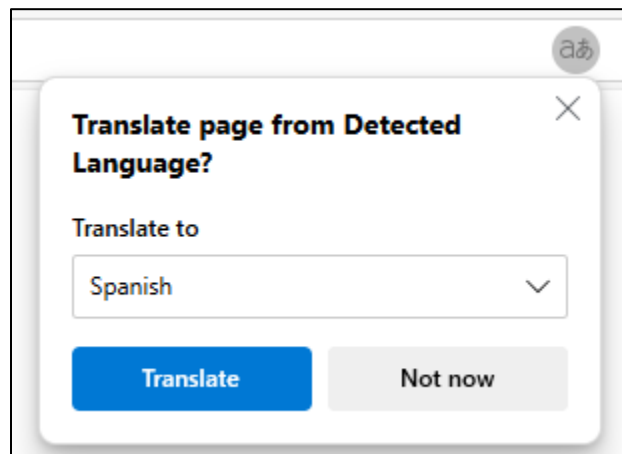 aあ
Translate page from Detected
Language?
Translate to
Spanish
Translate
Not now